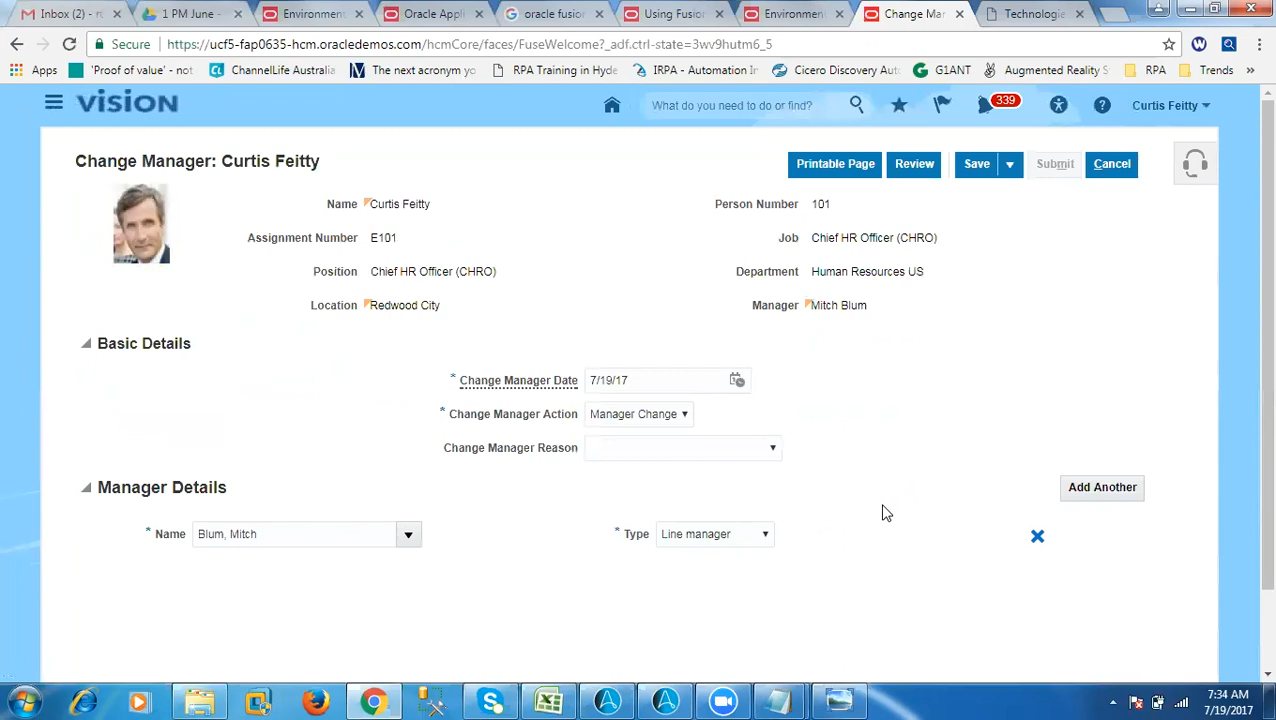 Inbox (2) - r
1 PM June -
Environment
Oracle Appli
oracle fusion
Using Fusion
Environment
Change Mar
Technologie
Secure
https://ucf5-fap0635-hcm.oracledemos.com/hcmCore/faces/FuseWelcome?_adf.ctrl-state=3wv9hutm6_5
Apps
'Proof of value' - not
ChannelLife Australia
The next acronym yo
RPA Training in Hyde
IRPA - Automation In
Cicero Discovery Auto
G1ANT
Augmented Reality S
RPA
Trends
»
VISION
What do you need to do or find?
339
Curtis Feitty
Change Manager: Curtis Feitty
Printable Page
Review
Save
Submit
Cancel
Name Curtis Feitty
Person Number 101
Assignment Number E101
Job Chief HR Officer (CHRO)
Position Chief HR Officer (CHRO)
Department Human Resources US
Location Redwood City
Manager Mitch Blum
Basic Details
* Change Manager Date 7/19/17
* Change Manager Action Manager Change
Change Manager Reason
Manager Details
Add Another
* Name Blum, Mitch
* Type Line manager
7:34 AM
7/19/2017